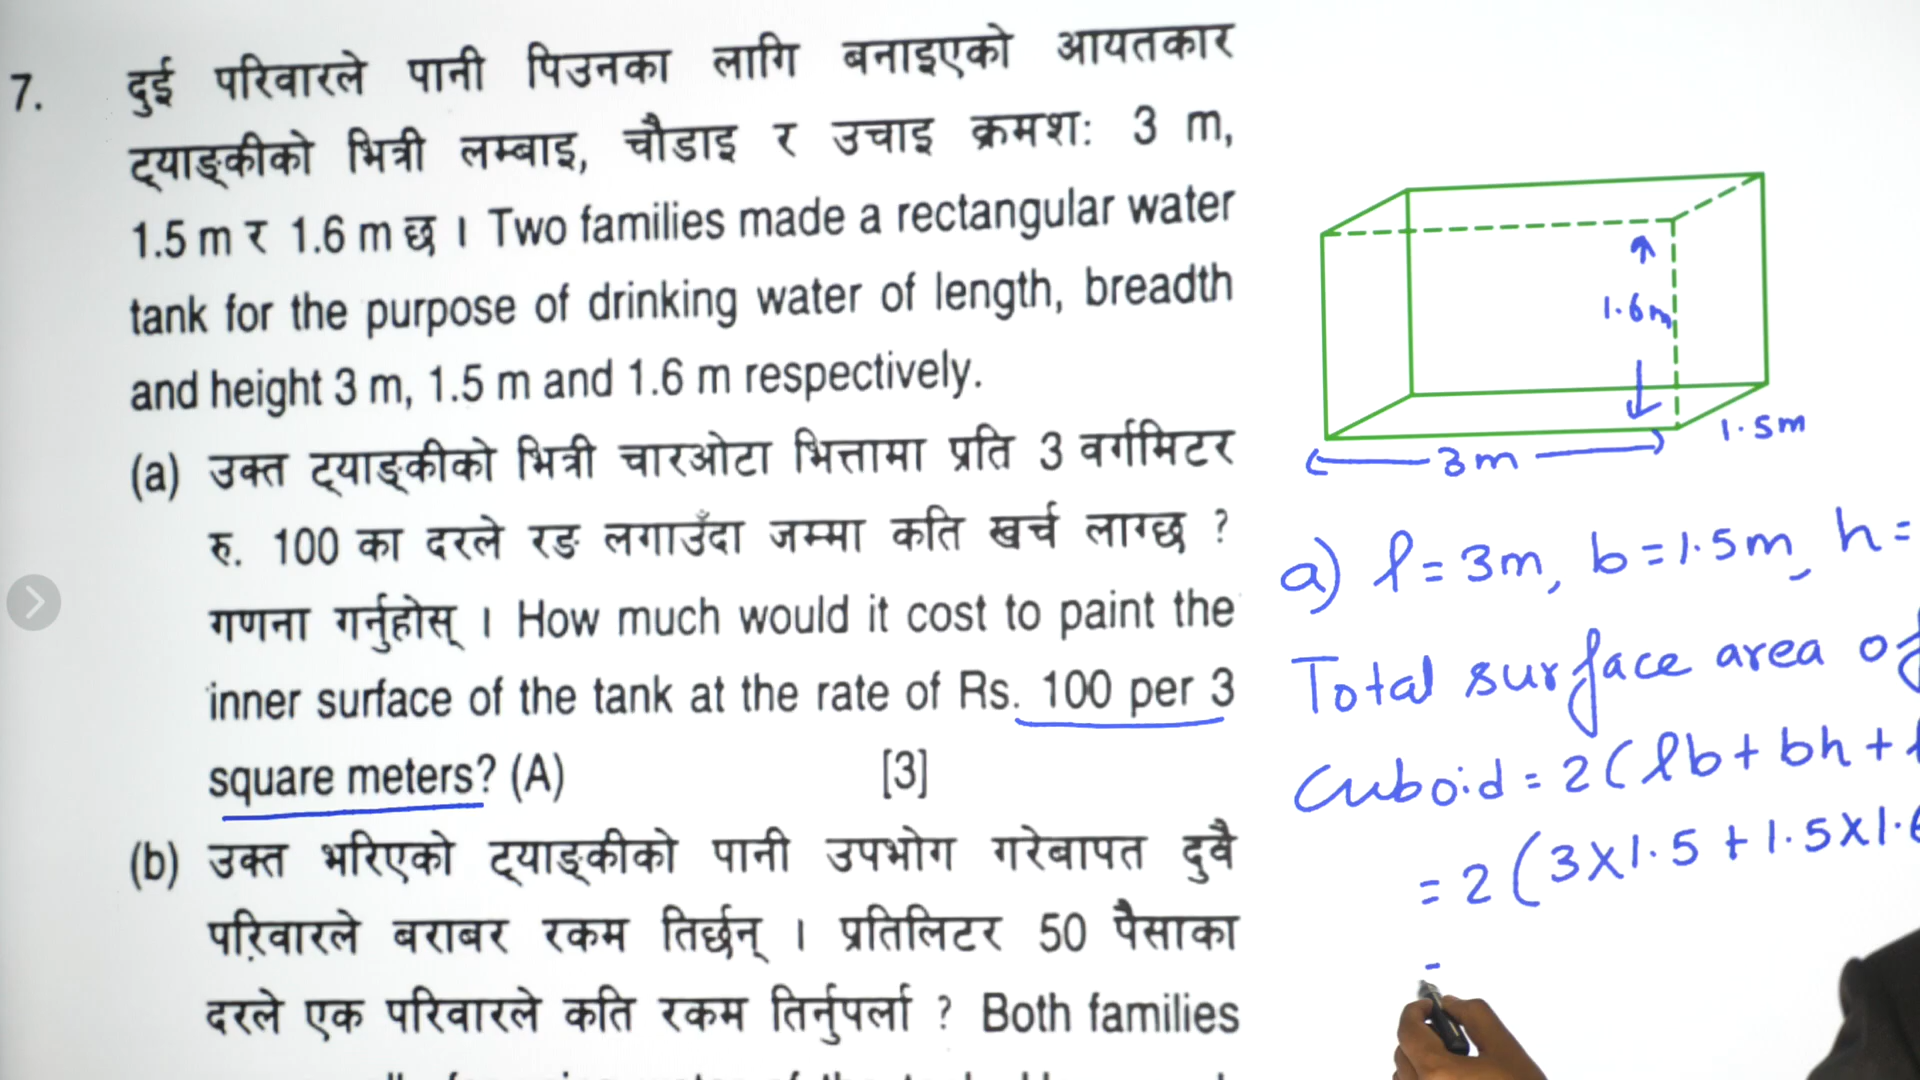 7. दुई परिवारले पानी पिउनका लागि बनाइएको आयतकार
ट्याङ्कीको भित्री लम्बाइ, चौडाइ र उचाइ क्रमश: 3 m,
1.5 m र 1.6 m छ । Two families made a rectangular water
tank for the purpose of drinking water of length, breadth
and height 3 m, 1.5 m and 1.6 m respectively.
(a) उक्त ट्याङ्कीको भित्री चारओटा भित्तामा प्रति 3 वर्गमिटर
रु. 100 का दरले रङ लगाउँदा जम्मा कति खर्च लाग्छ ?
गणना गर्नुहोस् । How much would it cost to paint the
inner surface of the tank at the rate of Rs. 100 per 3
square meters? (A) [3]
(b) उक्त भरिएको ट्याङ्कीको पानी उपभोग गरेबापत दुवै
परिवारले बराबर रकम तिर्छन् । प्रतिलिटर 50 पैसाका
दरले एक परिवारले कति रकम तिर्नुपर्ला ? Both families
1.6m
1.5m
3m
a) l = 3m, b = 1.5m, h =
Total surface area of
Cuboid = 2 ( lb + bh +
= 2 ( 3 x 1.5 + 1.5 x 1.6
=